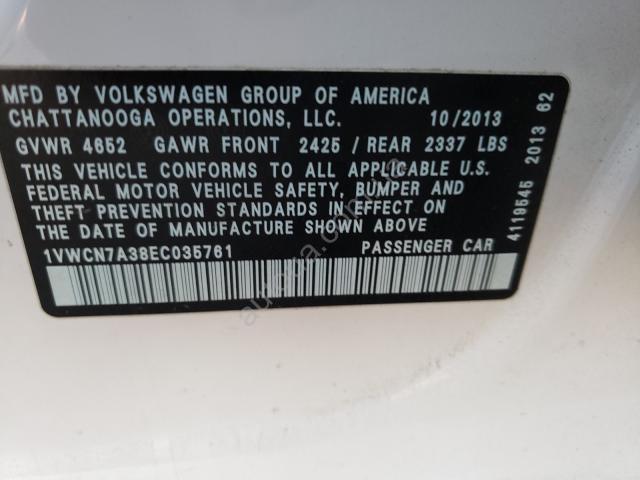 MFD BY VOLKSWAGEN GROUP OF AMERICA
CHATTANOOGA OPERATIONS, LLC. 10/2013
GVWR 4652 GAWR FRONT 2425 / REAR 2337 LBS
THIS VEHICLE CONFORMS TO ALL APPLICABLE U.S.
FEDERAL MOTOR VEHICLE SAFETY, BUMPER AND
THEFT PREVENTION STANDARDS IN EFFECT ON
THE DATE OF MANUFACTURE SHOWN ABOVE
1VWCN7A38EC035761 PASSENGER CAR
4119545 2013 62